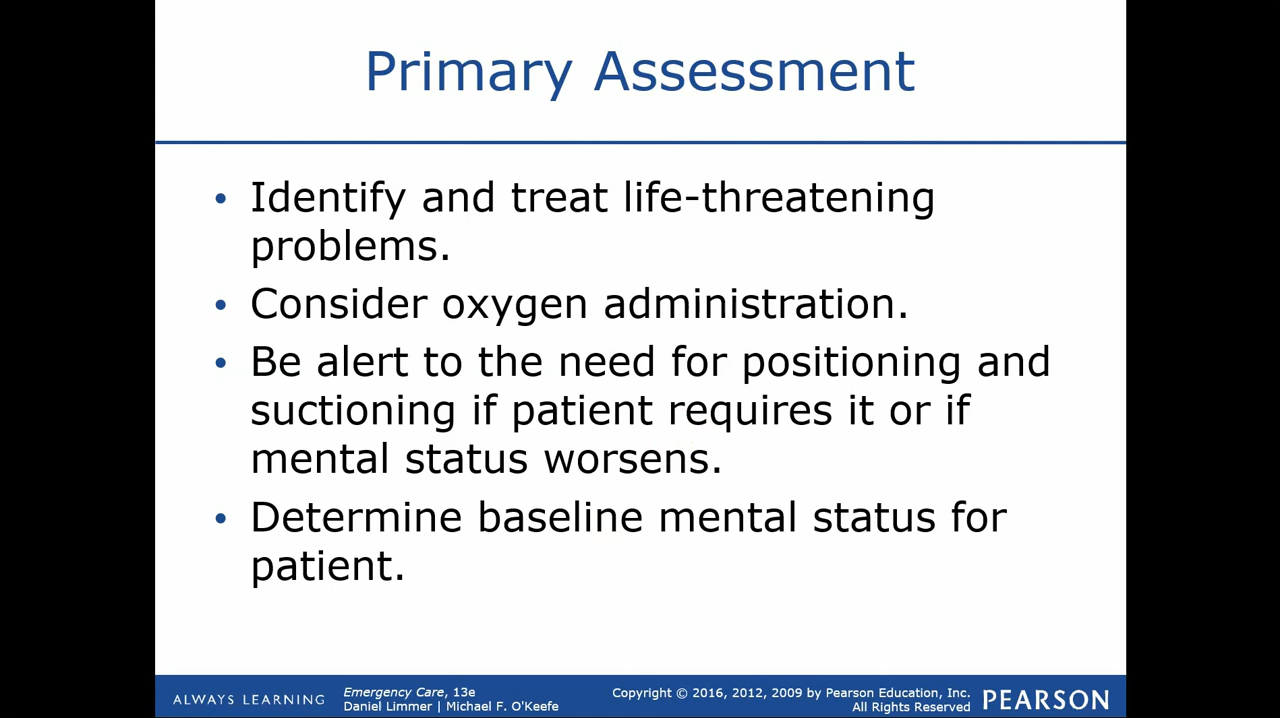 Primary Assessment
• Identify and treat life-threatening
problems.
• Consider oxygen administration.
• Be alert to the need for positioning and
suctioning if patient requires it or if
mental status worsens.
• Determine baseline mental status for
patient.
ALWAYS LEARNING
Emergency Care, 13e
Daniel Limmer | Michael F. O'Keefe
Copyright © 2016, 2012, 2009 by Pearson Education, Inc.
All Rights Reserved
PEARSON